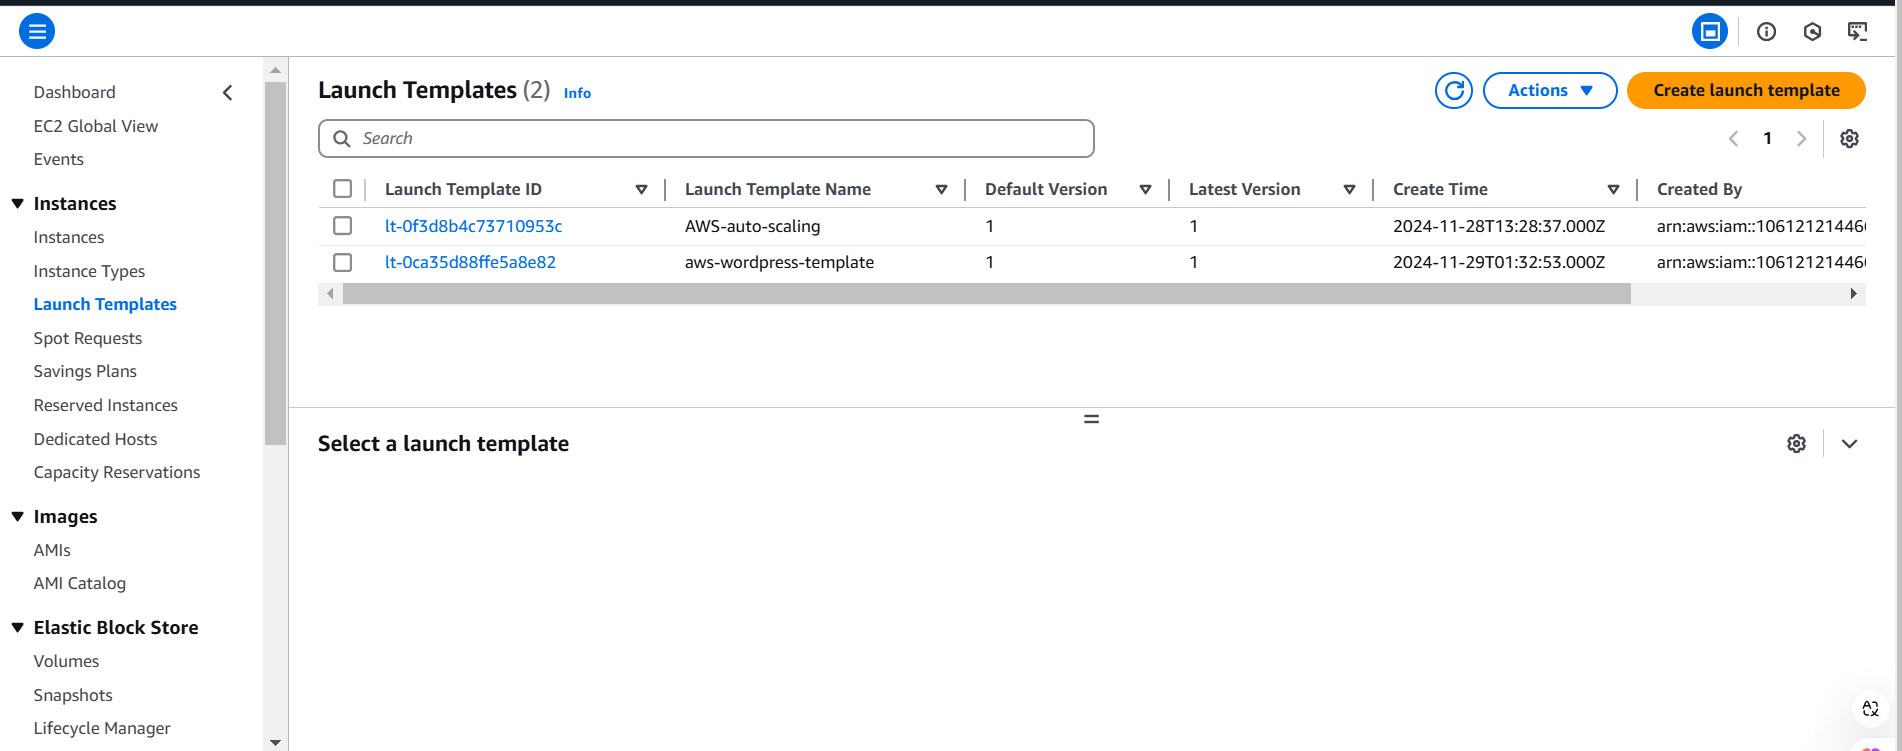 Dashboard
EC2 Global View
Events
Instances
Instances
Instance Types
Launch Templates
Spot Requests
Savings Plans
Reserved Instances
Dedicated Hosts
Capacity Reservations
Images
AMIs
AMI Catalog
Elastic Block Store
Volumes
Snapshots
Lifecycle Manager
Launch Templates (2) Info
Actions
Create launch template
Search
1
Launch Template ID Launch Template Name Default Version Latest Version Create Time Created By
lt-0f3d8b4c73710953c AWS-auto-scaling 1 1 2024-11-28T13:28:37.000Z arn:aws:iam::10612121446
lt-0ca35d88ffe5a8e82 aws-wordpress-template 1 1 2024-11-29T01:32:53.000Z arn:aws:iam::10612121446
Select a launch template